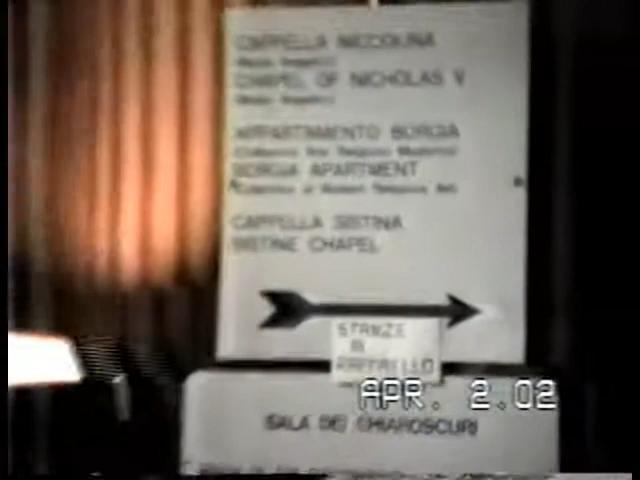 CAPPELLA NICCOLINA
CHAPEL OF NICHOLAS V
APPARTAMENTO BORGIA
BORGIA APARTMENT
CAPPELLA SISTINA
SISTINE CHAPEL
STANZE
DI
RAFFAELLO
APR. 2.02
SALA DEI CHIAROSCURI